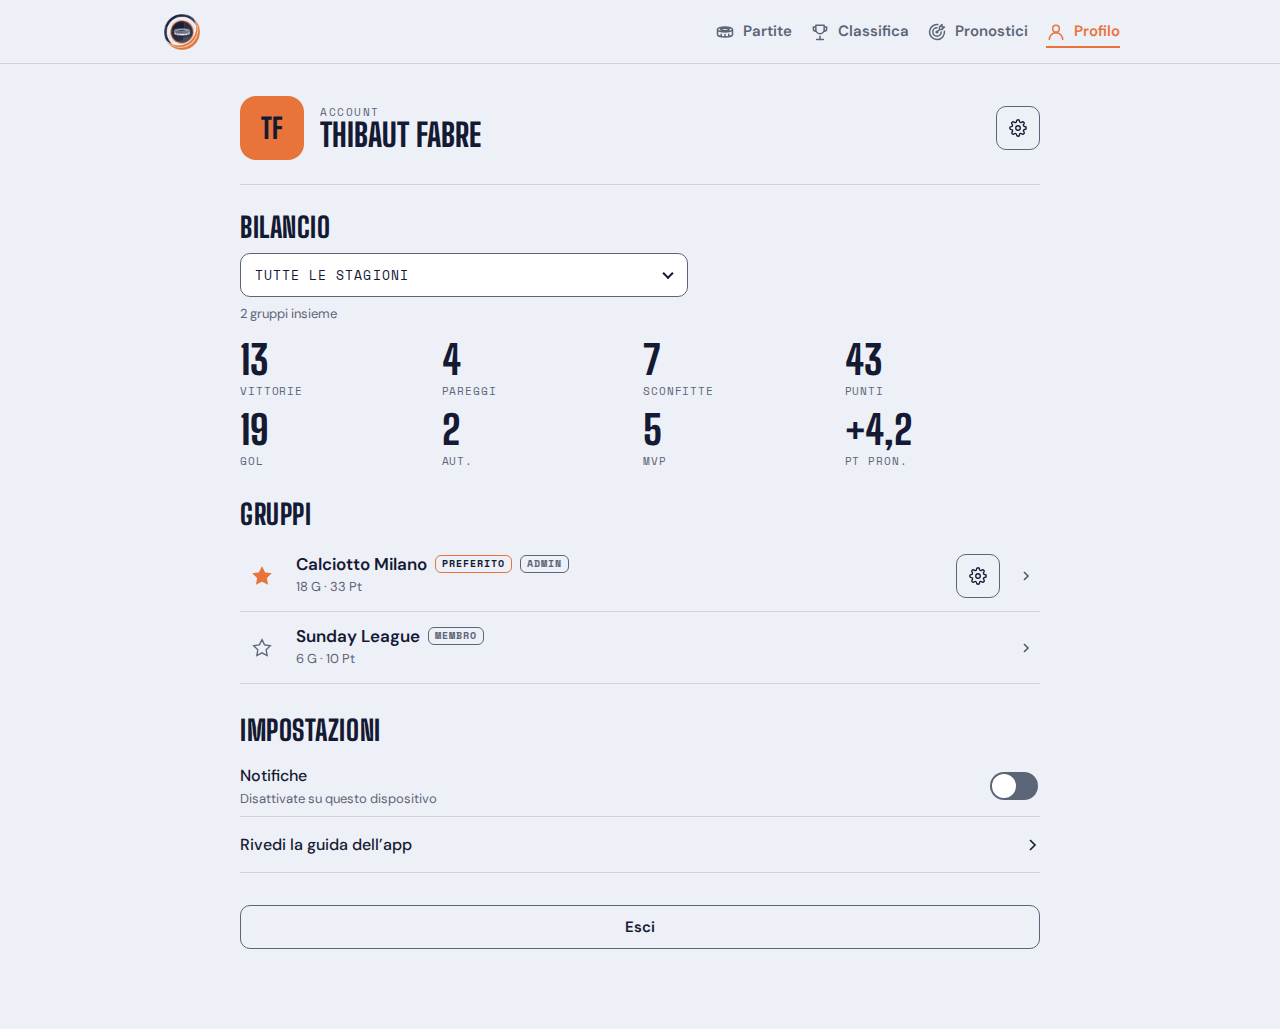 Partite
Classifica
Pronostici
Profilo
TF
ACCOUNT
THIBAUT FABRE
BILANCIO
TUTTE LE STAGIONI
2 gruppi insieme
13
4
7
43
VITTORIE
PAREGGI
SCONFITTE
PUNTI
19
2
5
+4,2
GOL
AUT.
MVP
PT PRON.
GRUPPI
Calciotto Milano PREFERITO ADMIN
18 G · 33 Pt
Sunday League MEMBRO
6 G · 10 Pt
IMPOSTAZIONI
Notifiche
Disattivate su questo dispositivo
Rivedi la guida dell’app
Esci